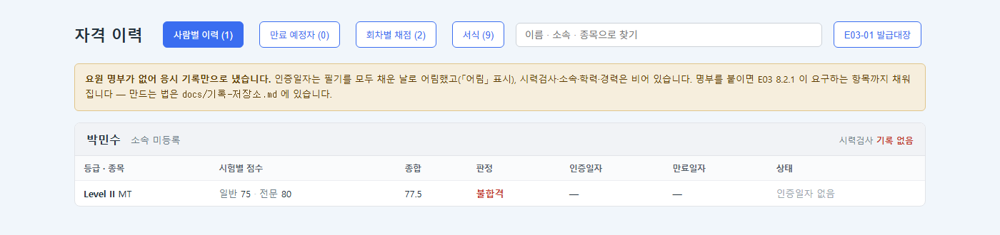 자격 이력 사람별 이력 (1) 만료 예정자 (0) 회차별 채점 (2) 서식 (9) 이름 · 소속 · 종목으로 찾기 E03-01 발급대장
요원 명부가 없어 응시 기록만으로 냈습니다. 인증일자는 필기를 모두 채운 날로 어림했고(「어림」 표시), 시력검사·소속·학력·경력은 비어 있습니다. 명부를 붙이면 E03 8.2.1 이 요구하는 항목까지 채워
집니다 — 만드는 법은 docs/기록-저장소.md 에 있습니다.
박민수 소속 미등록 시력검사 기록 없음
등급 · 종목 시험별 점수 종합 판정 인증일자 만료일자 상태
Level II MT 일반 75 · 전문 80 77.5 불합격 — — 인증일자 없음